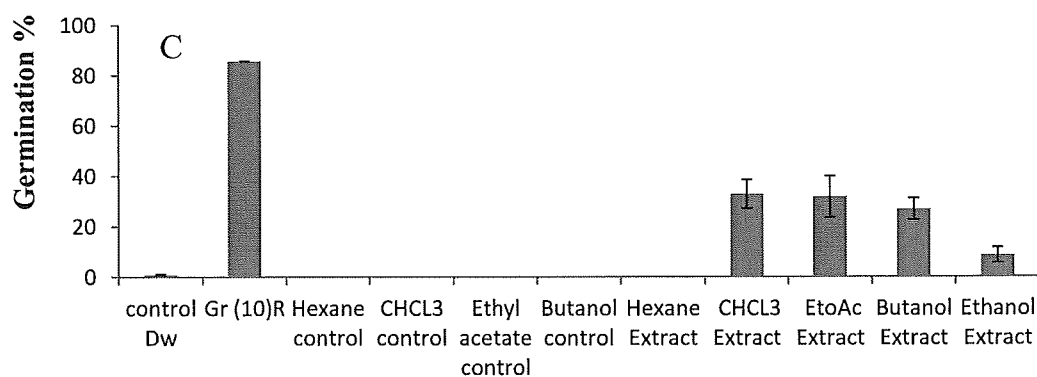 Germination %
C
100
80
60
40
20
0
control Dw
Gr (10)R
Hexane control
CHCL3 control
Ethyl acetate control
Butanol control
Hexane Extract
CHCL3 Extract
EtoAc Extract
Butanol Extract
Ethanol Extract